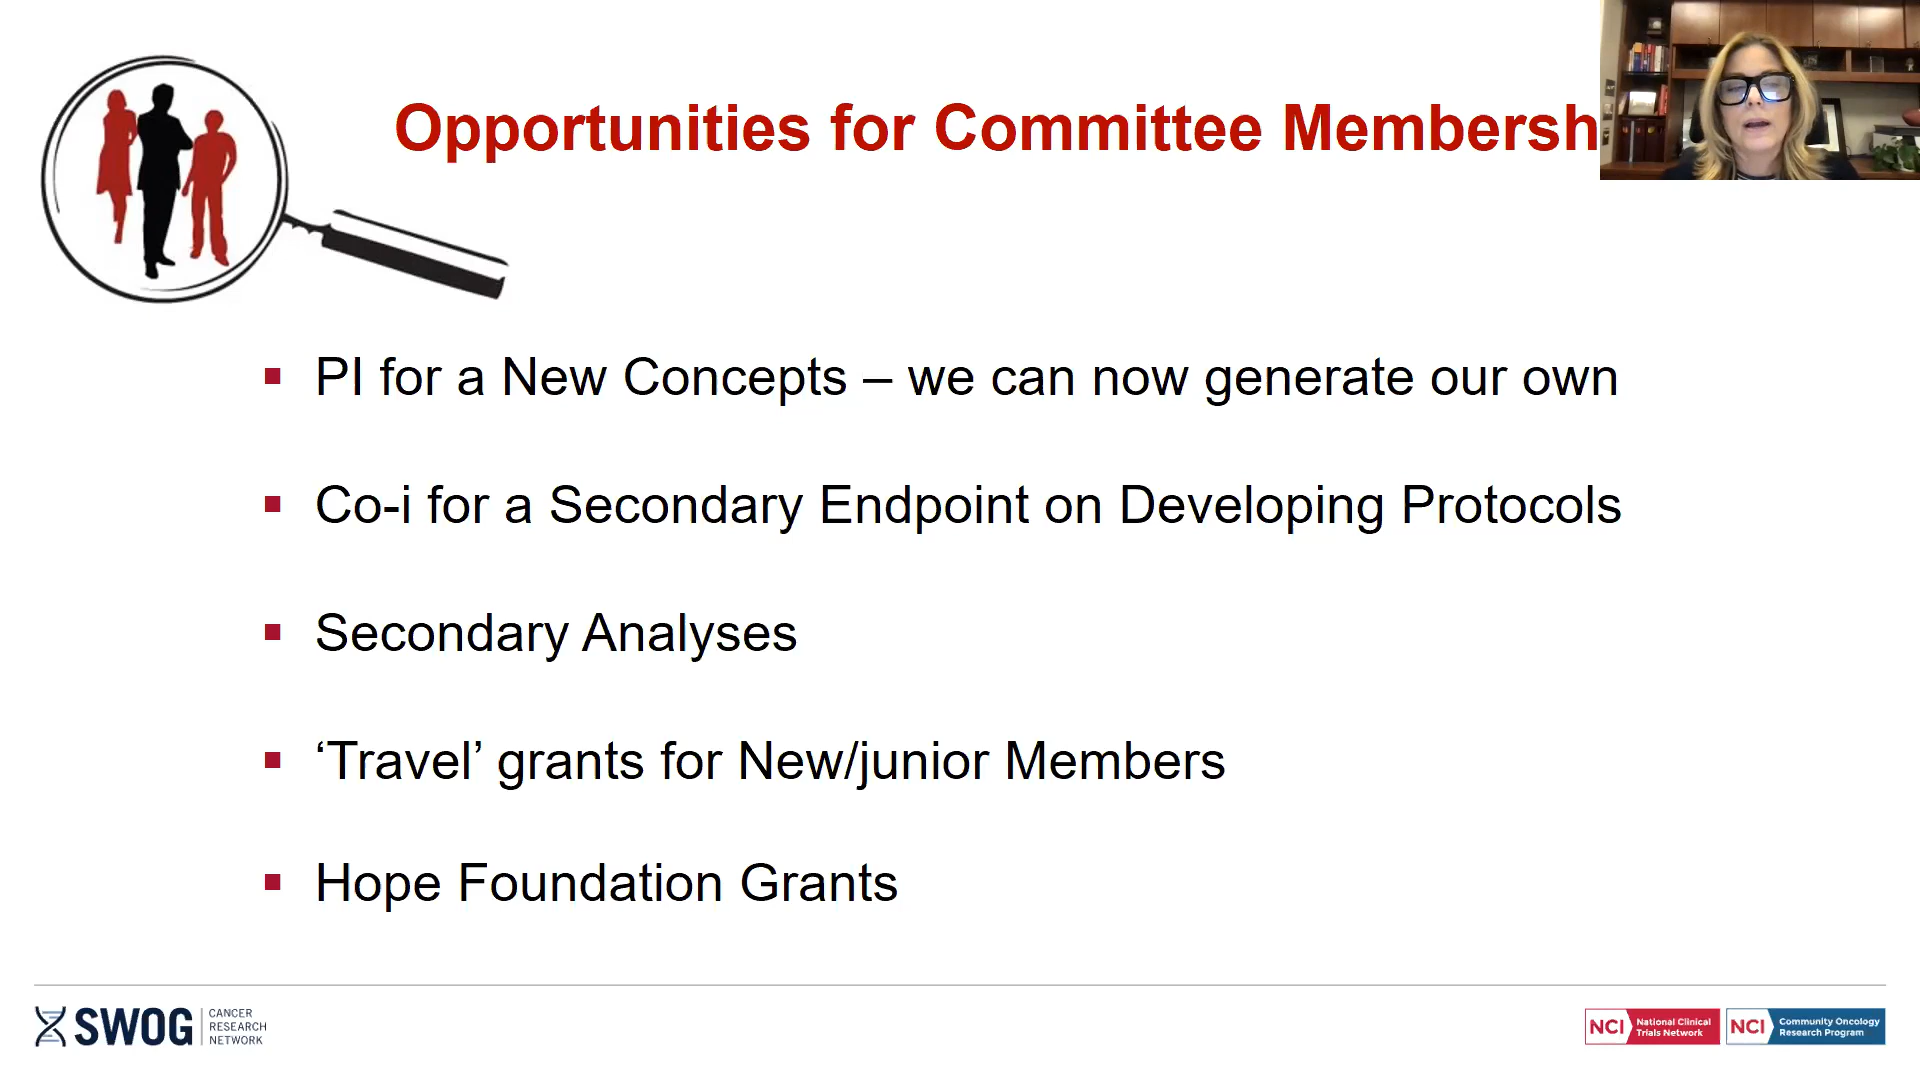 Opportunities for Committee Membersh
PI for a New Concepts – we can now generate our own
Co-i for a Secondary Endpoint on Developing Protocols
Secondary Analyses
‘Travel’ grants for New/junior Members
Hope Foundation Grants
SWOG
CANCER
RESEARCH
NETWORK
NCI
National Clinical
Trials Network
NCI
Community Oncology
Research Program